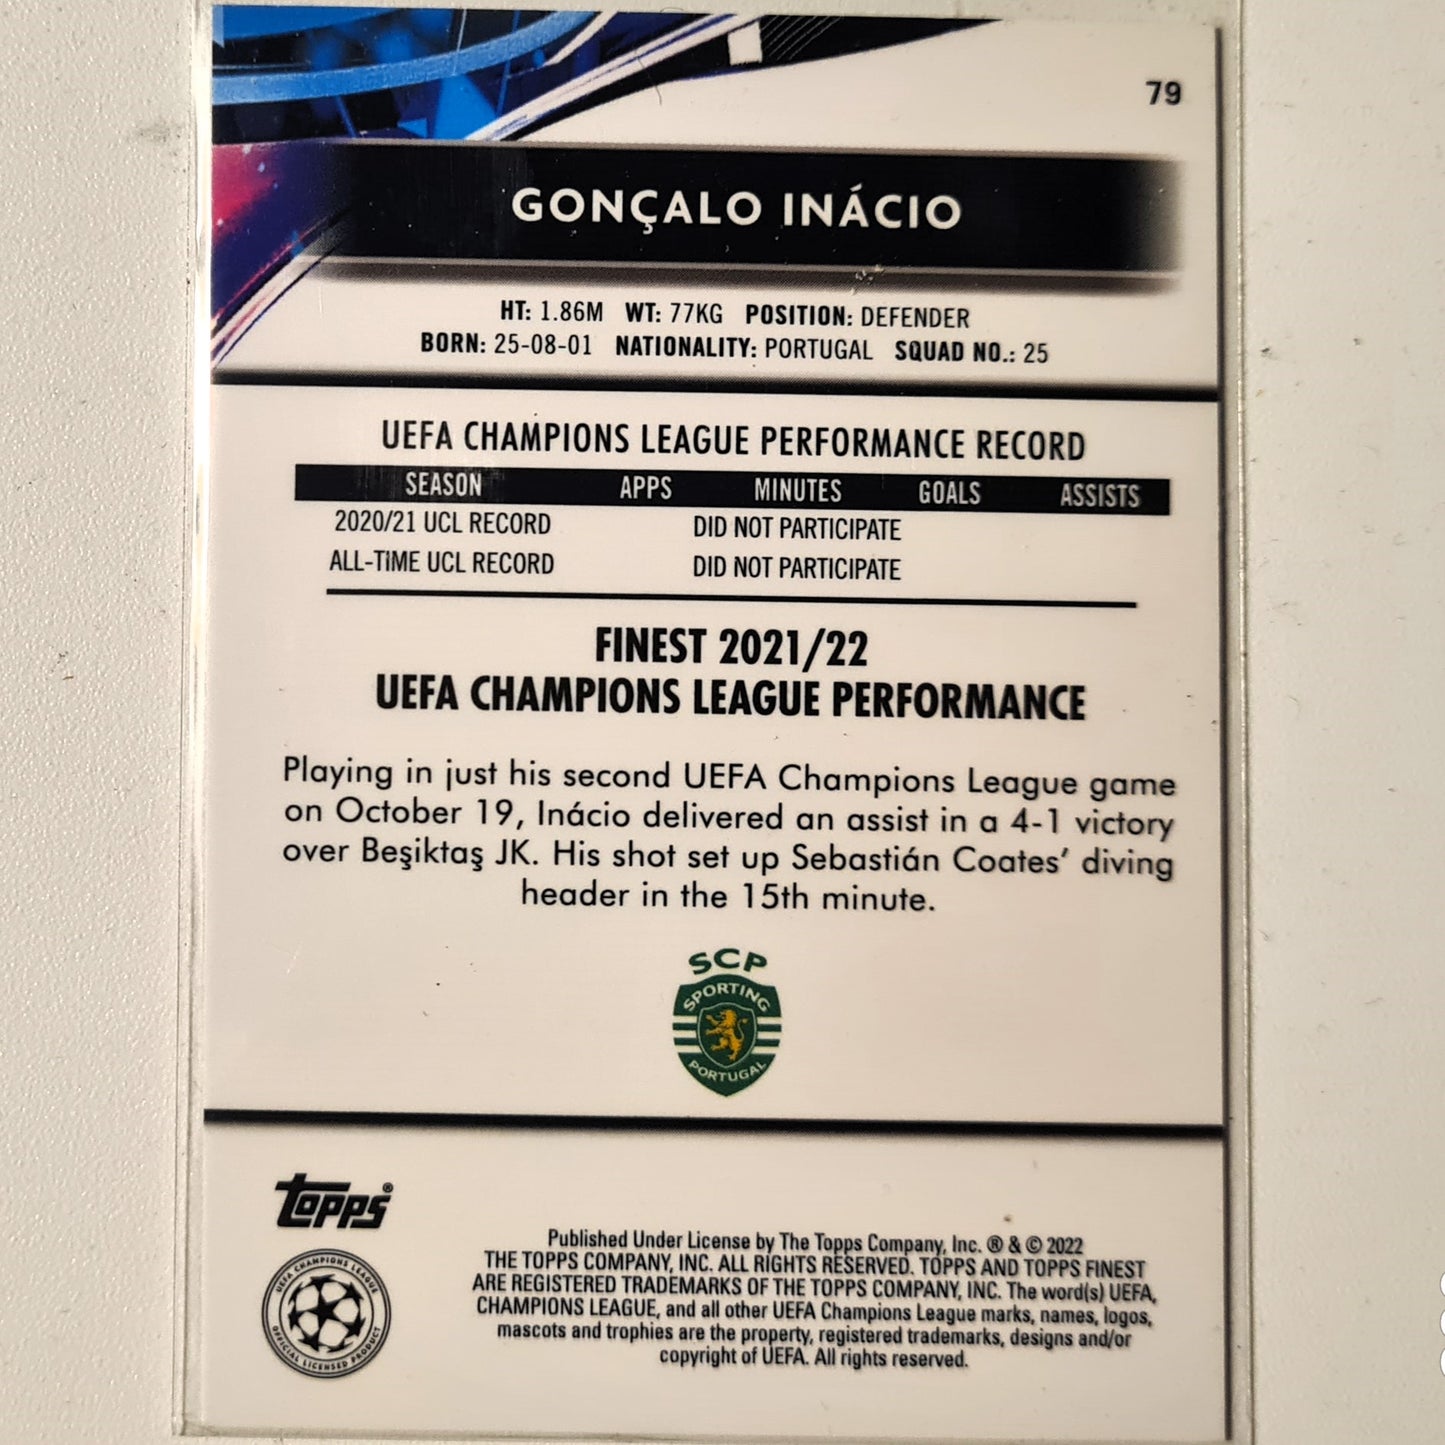 79
GONÇALO INÁCIO
HT: 1.86M WT: 77KG POSITION: DEFENDER
BORN: 25-08-01 NATIONALITY: PORTUGAL SQUAD NO.: 25
UEFA CHAMPIONS LEAGUE PERFORMANCE RECORD
SEASON APPS MINUTES GOALS ASSISTS
2020/21 UCL RECORD DID NOT PARTICIPATE
ALL-TIME UCL RECORD DID NOT PARTICIPATE
FINEST 2021/22
UEFA CHAMPIONS LEAGUE PERFORMANCE
Playing in just his second UEFA Champions League game
on October 19, Inácio delivered an assist in a 4-1 victory
over Beşiktaş JK. His shot set up Sebastián Coates' diving
header in the 15th minute.
SCP
SPORTING
PORTUGAL
topps®
UEFA CHAMPIONS LEAGUE
OFFICIAL LICENSED PRODUCT
Published Under License by The Topps Company, Inc. ® & © 2022
THE TOPPS COMPANY, INC. ALL RIGHTS RESERVED. TOPPS AND TOPPS FINEST
ARE REGISTERED TRADEMARKS OF THE TOPPS COMPANY, INC. The word(s) UEFA,
CHAMPIONS LEAGUE, and all other UEFA Champions League marks, names, logos,
mascots and trophies are the property, registered trademarks, designs and/or
copyright of UEFA. All rights reserved.